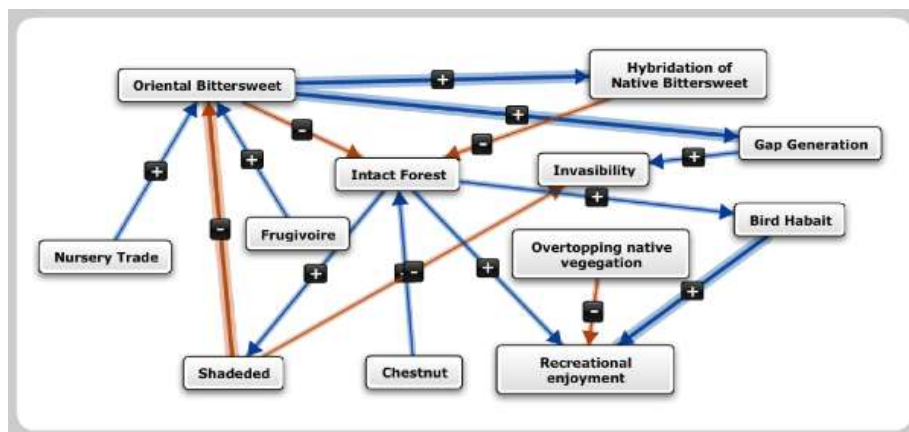 Oriental Bittersweet
+
Hybridation of
Native Bittersweet
+
-
-
Gap Generation
+
Intact Forest
Invasibility
+
+
+
Bird Habait
-
Frugivoire
Overtopping native
vegegation
Nursery Trade
+
-
+
+
-
Shadeded
Chestnut
Recreational
enjoyment